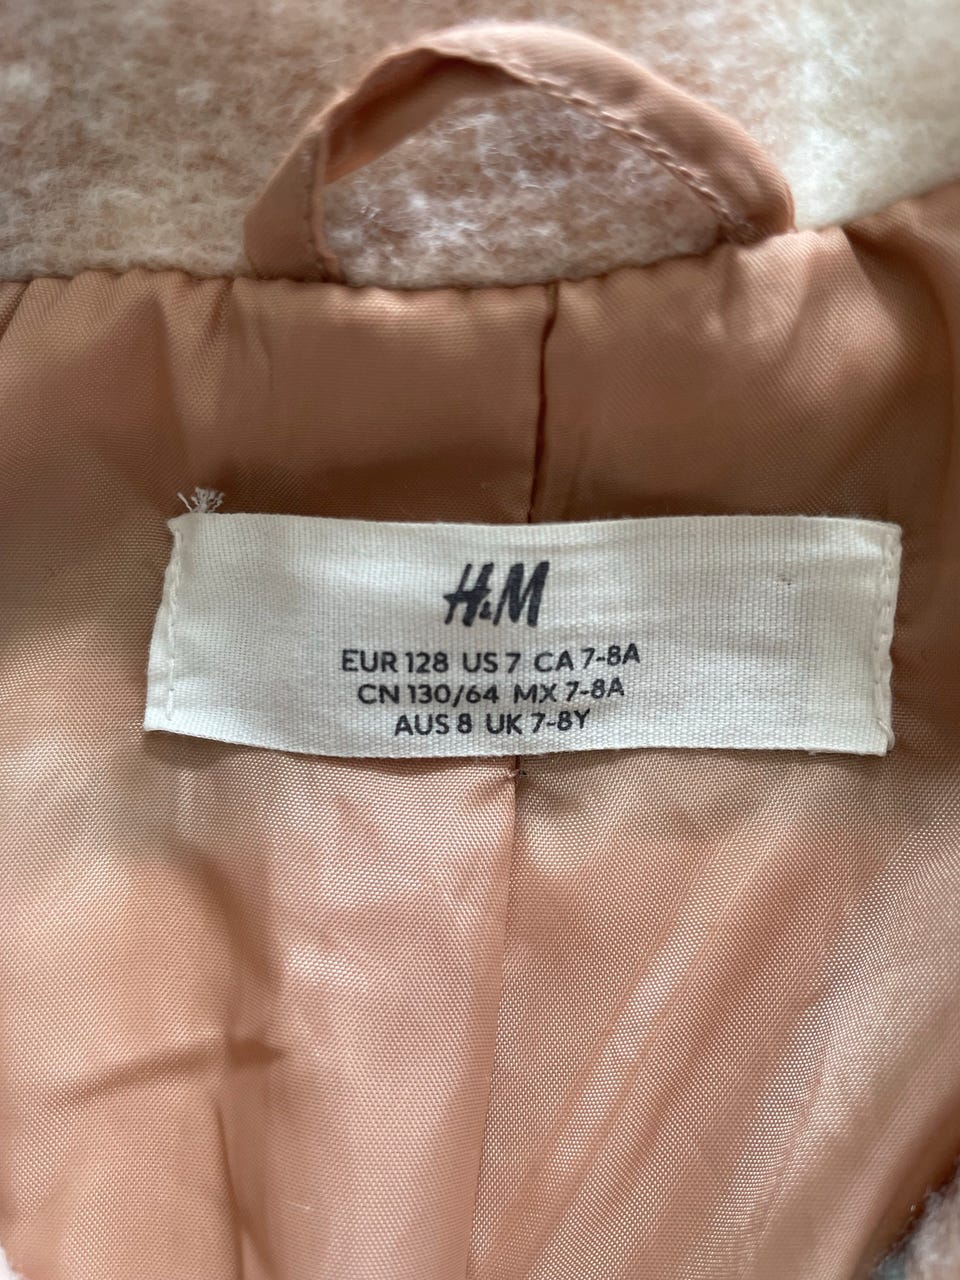 H&M
EUR 128 US 7 CA 7-8A
CN 130/64 MX 7-8A
AUS 8 UK 7-8Y